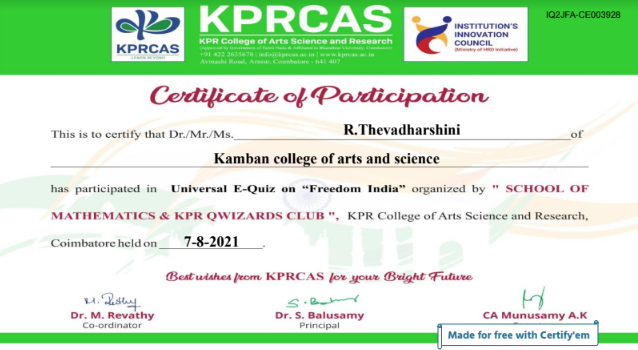 IQ2JFA-CE003928
KPRCAS
LEARN BEYOND
KPRCAS
KPR College of Arts Science and Research
(Approved by Government of Tamil Nadu & Affiliated to Bharathiar University, Coimbatore)
+91 422 2635678 | info@kprcas.ac.in | www.kprcas.ac.in
Avinashi Road, Arasur, Coimbatore - 641 407
INSTITUTION'S
INNOVATION
COUNCIL
(Ministry of HRD Initiative)
Certificate of Participation
This is to certify that Dr./Mr./Ms. R.Thevadharshini of
Kamban college of arts and science
has participated in Universal E-Quiz on “Freedom India” organized by " SCHOOL OF
MATHEMATICS & KPR QWIZARDS CLUB ", KPR College of Arts Science and Research,
Coimbatore held on 7-8-2021 .
Best wishes from KPRCAS for your Bright Future
Dr. M. Revathy
Co-ordinator
Dr. S. Balusamy
Principal
CA Munusamy A.K
Made for free with Certify'em